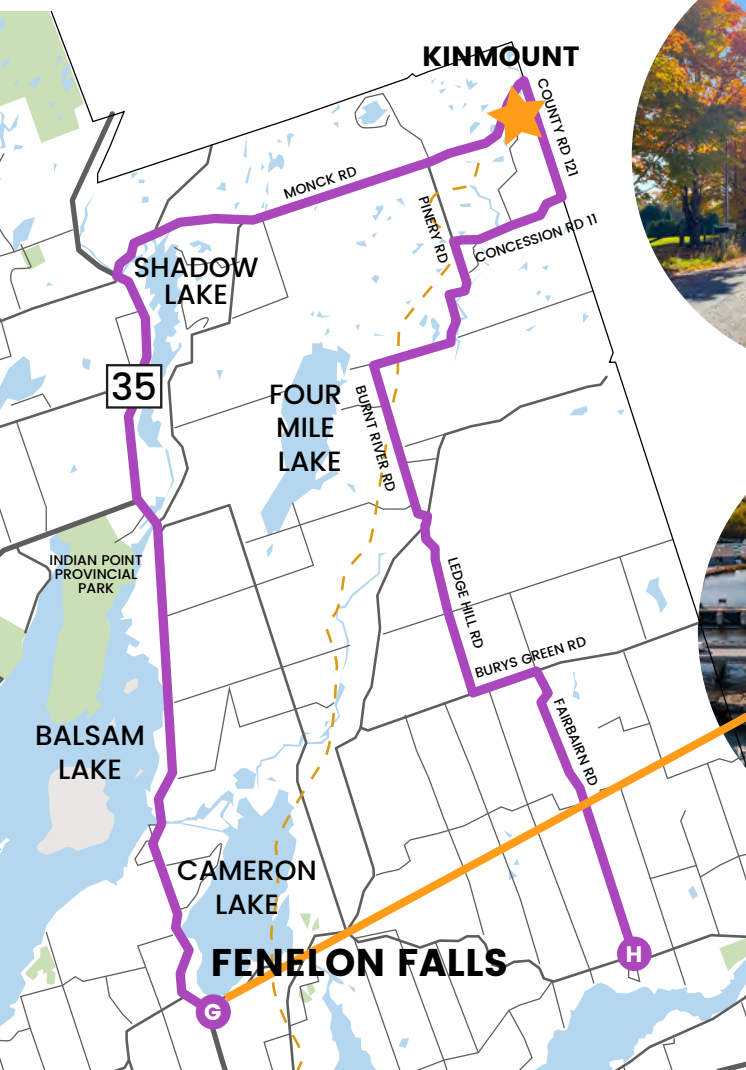 KINMOUNT
COUNTY RD 121
MONCK RD
PINERY RD
CONCESSION RD 11
SHADOW
LAKE
35
FOUR
MILE
LAKE
BURNT RIVER RD
INDIAN POINT
PROVINCIAL
PARK
LEDGE HILL RD
BURYS GREEN RD
FAIRBAIRN RD
BALSAM
LAKE
CAMERON
LAKE
FENELON FALLS
H
G